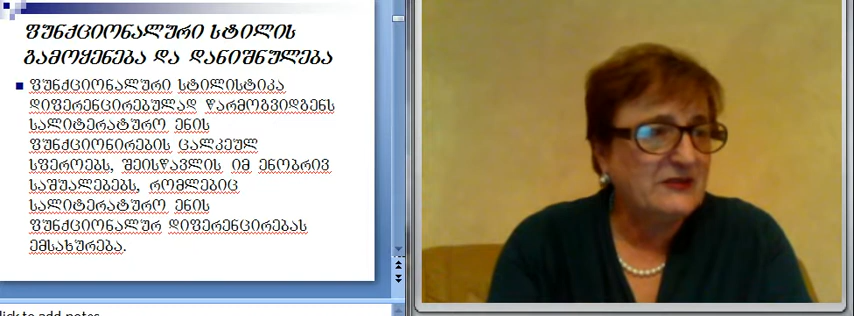 ფუნქციონალური სტილის
გამოყენება და დანიშნულება
ფუნქციონალური სტილისტიკა
დიფერენცირებულად წარმოგვიდგენს
სალიტერატურო ენის
ფუნქციონირების ცალკეულ
სფეროებს, შეისწავლის იმ ენობრივ
საშუალებებს, რომლებიც
სალიტერატურო ენის
ფუნქციონალურ დიფერენცირებას
ემსახურება.
lick to add notes